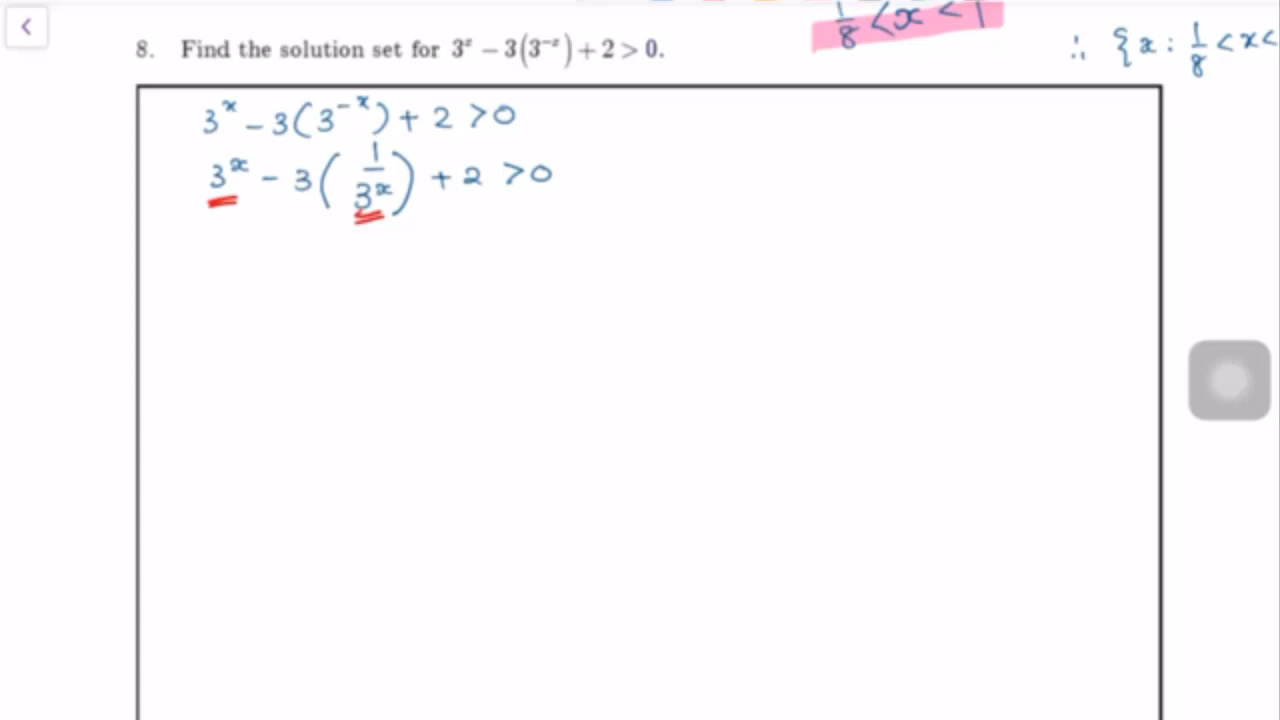 1/8 < x < 1
∴ {x : 1/8 < x <
8. Find the solution set for 3^x − 3(3^−x) + 2 > 0.
3^x − 3(3^−x) + 2 > 0
3^x − 3(1/3^x) + 2 > 0